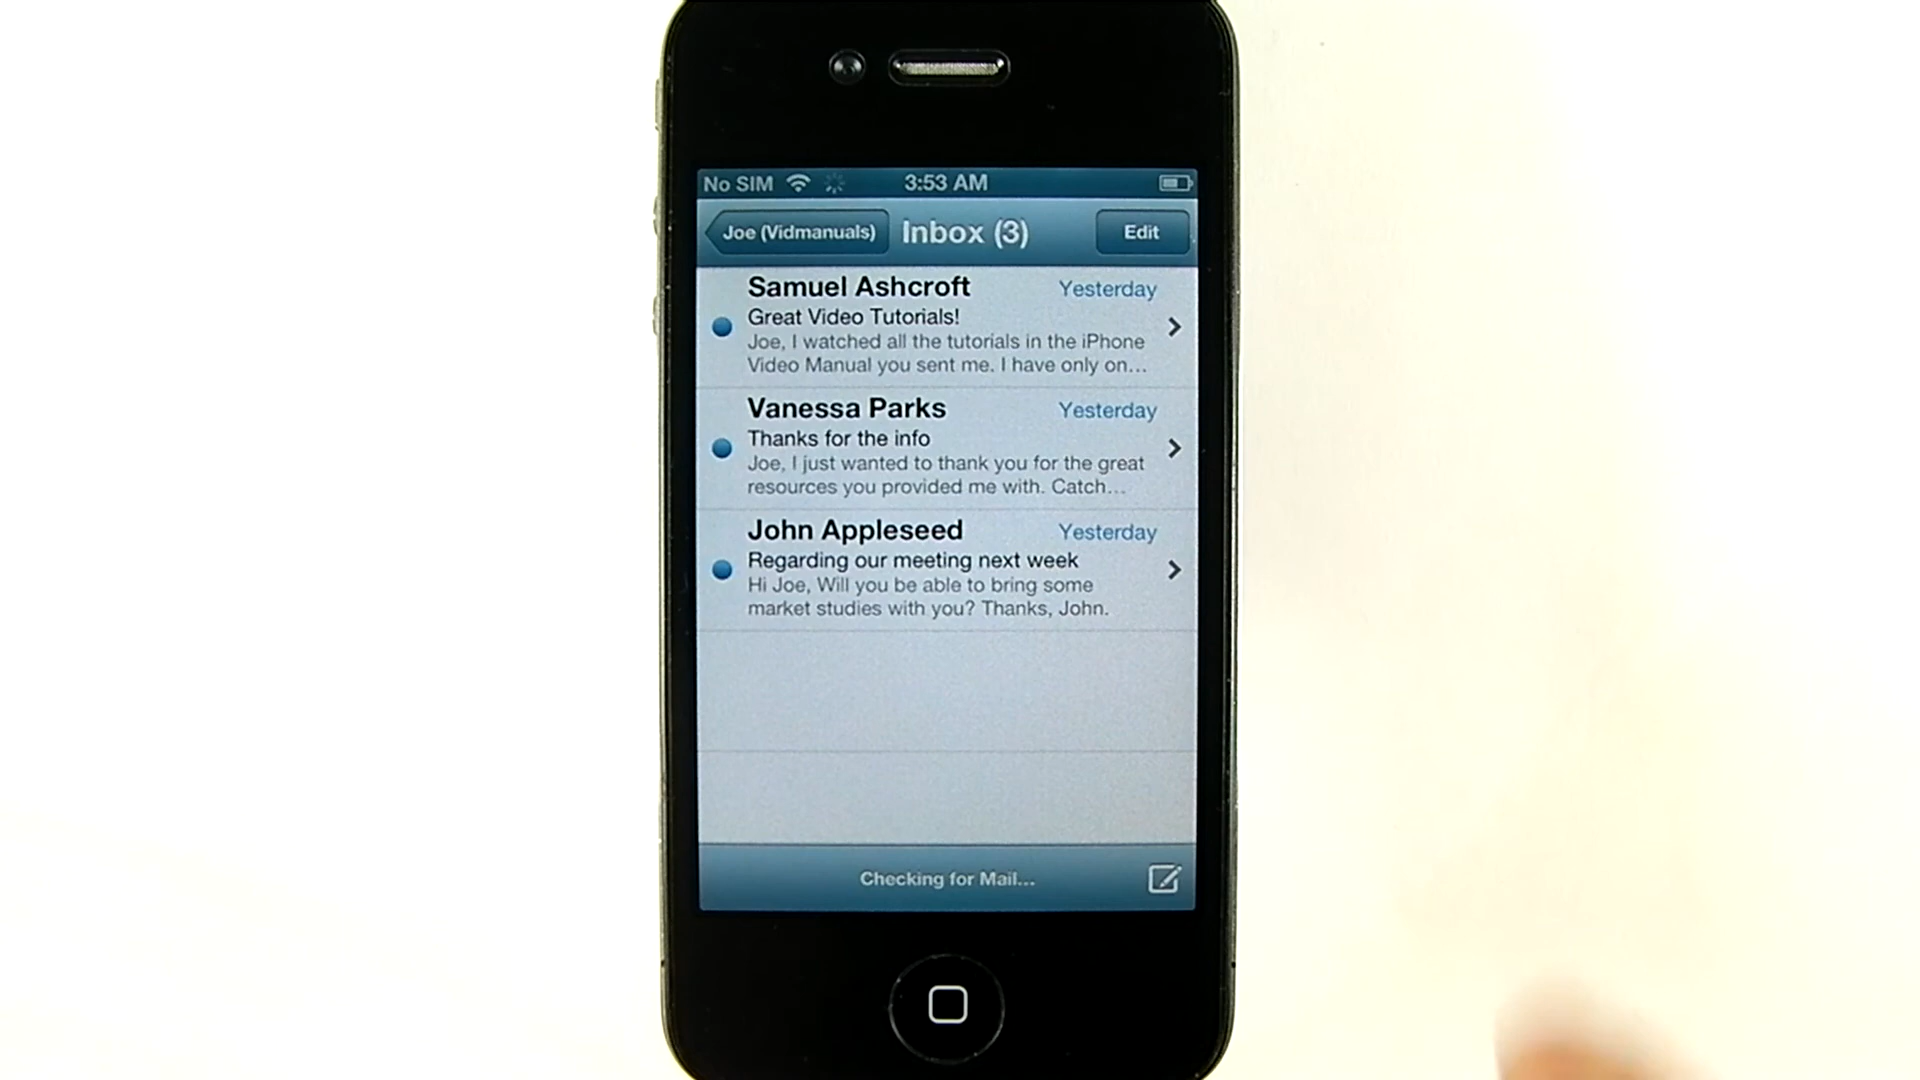 No SIM 3:53 AM
Joe (Vidmanuals) Inbox (3) Edit
Samuel Ashcroft Yesterday
Great Video Tutorials!
Joe, I watched all the tutorials in the iPhone
Video Manual you sent me. I have only on...
Vanessa Parks Yesterday
Thanks for the info
Joe, I just wanted to thank you for the great
resources you provided me with. Catch...
John Appleseed Yesterday
Regarding our meeting next week
Hi Joe, Will you be able to bring some
market studies with you? Thanks, John.
Checking for Mail...